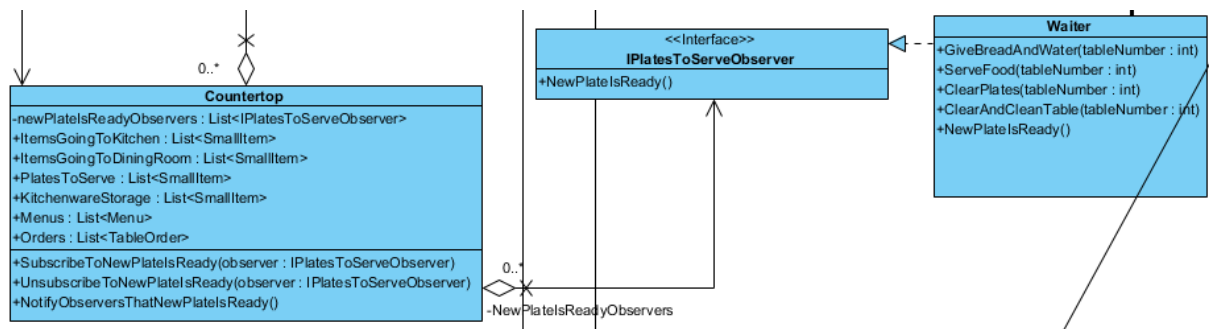 0..*
Countertop
-newPlateIsReadyObservers : List<IPlatesToServeObserver>
+ItemsGoingToKitchen : List<SmallItem>
+ItemsGoingToDiningRoom : List<SmallItem>
+PlatesToServe : List<SmallItem>
+KitchenwareStorage : List<SmallItem>
+Menus : List<Menu>
+Orders : List<TableOrder>
+SubscribeToNewPlateIsReady(observer : IPlatesToServeObserver)
+UnsubscribeToNewPlateIsReady(observer : IPlatesToServeObserver)
+NotifyObserversThatNewPlateIsReady()
0..*
-NewPlateIsReadyObservers
<<Interface>>
IPlatesToServeObserver
+NewPlateIsReady()
Waiter
+GiveBreadAndWater(tableNumber : int)
+ServeFood(tableNumber : int)
+ClearPlates(tableNumber : int)
+ClearAndCleanTable(tableNumber : int)
+NewPlateIsReady()